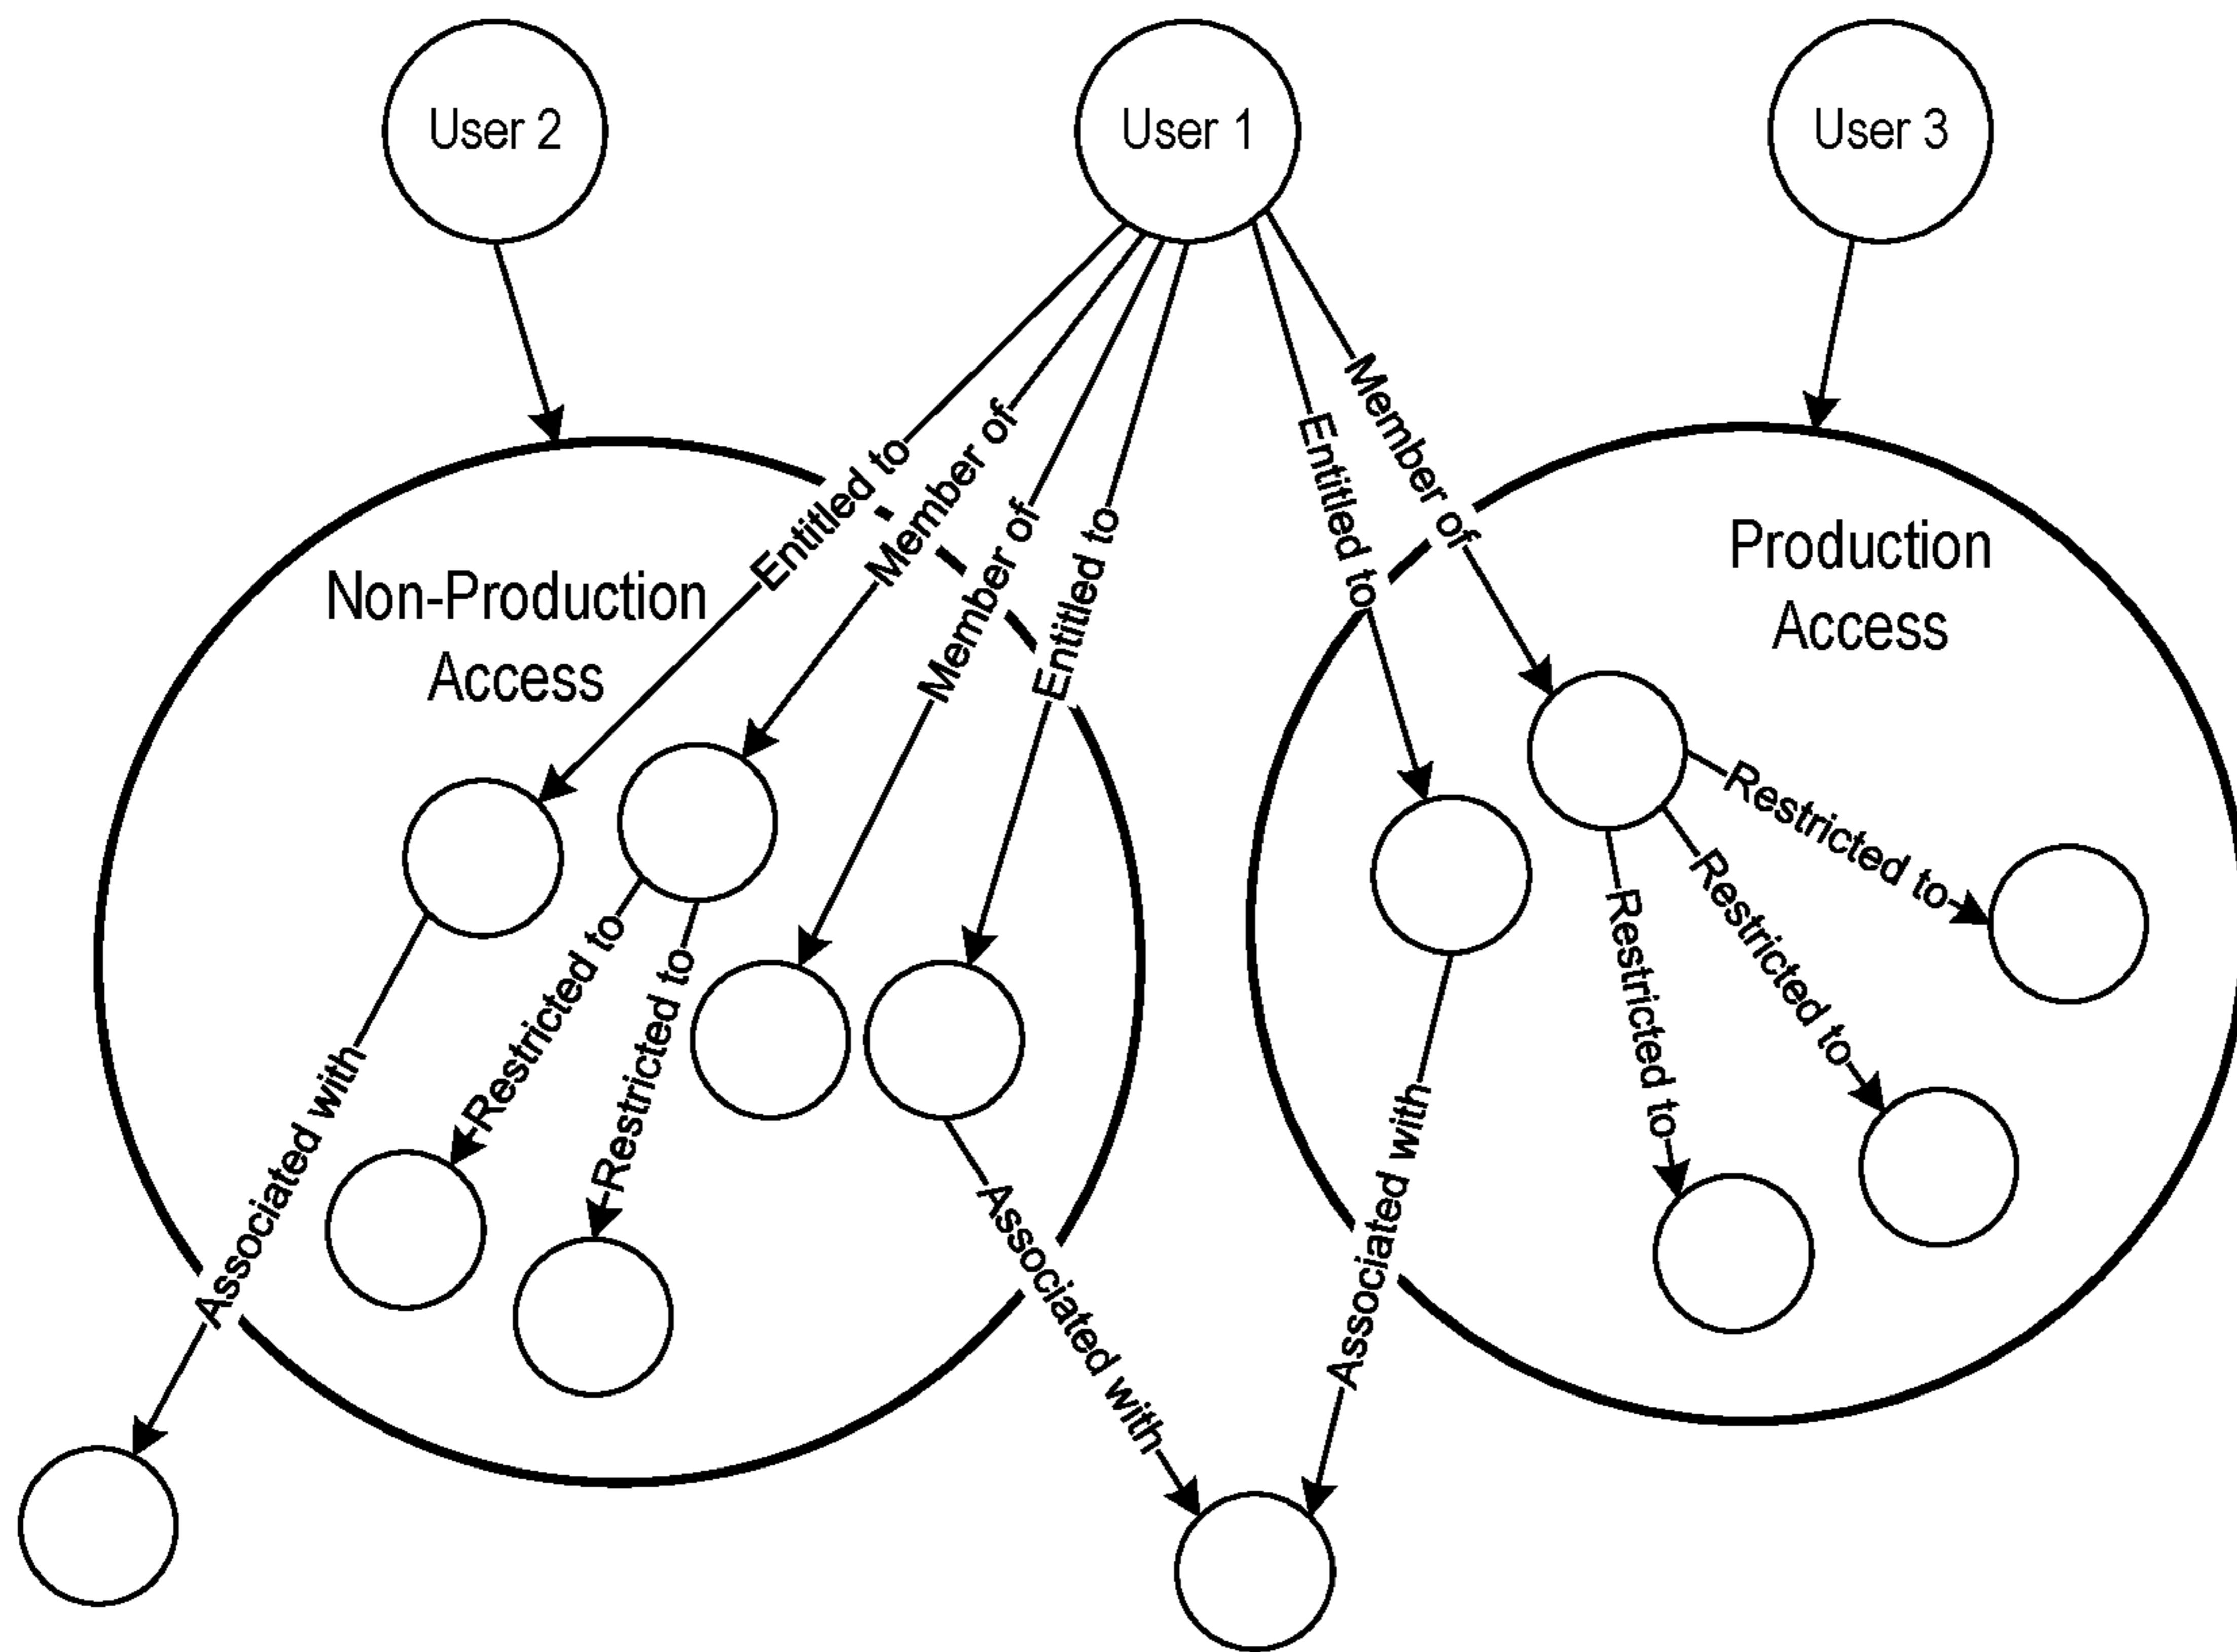 User 2
User 1
User 3
Entitled to
Member of
Member of
Entitled to
Entitled to
Member of
Non-Production
Access
Production
Access
Restricted to
Restricted to
Restricted to
Restricted to
Restricted to
Associated with
Associated with
Associated with